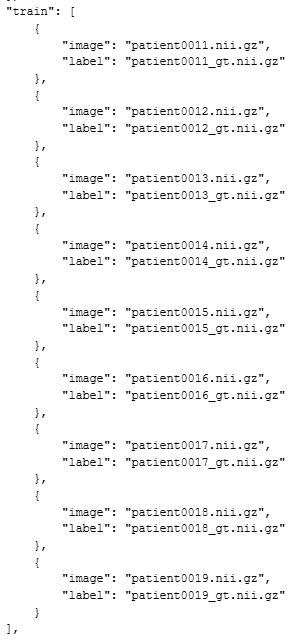 "train": [
    {
        "image": "patient0011.nii.gz",
        "label": "patient0011_gt.nii.gz"
    },
    {
        "image": "patient0012.nii.gz",
        "label": "patient0012_gt.nii.gz"
    },
    {
        "image": "patient0013.nii.gz",
        "label": "patient0013_gt.nii.gz"
    },
    {
        "image": "patient0014.nii.gz",
        "label": "patient0014_gt.nii.gz"
    },
    {
        "image": "patient0015.nii.gz",
        "label": "patient0015_gt.nii.gz"
    },
    {
        "image": "patient0016.nii.gz",
        "label": "patient0016_gt.nii.gz"
    },
    {
        "image": "patient0017.nii.gz",
        "label": "patient0017_gt.nii.gz"
    },
    {
        "image": "patient0018.nii.gz",
        "label": "patient0018_gt.nii.gz"
    },
    {
        "image": "patient0019.nii.gz",
        "label": "patient0019_gt.nii.gz"
    }
],